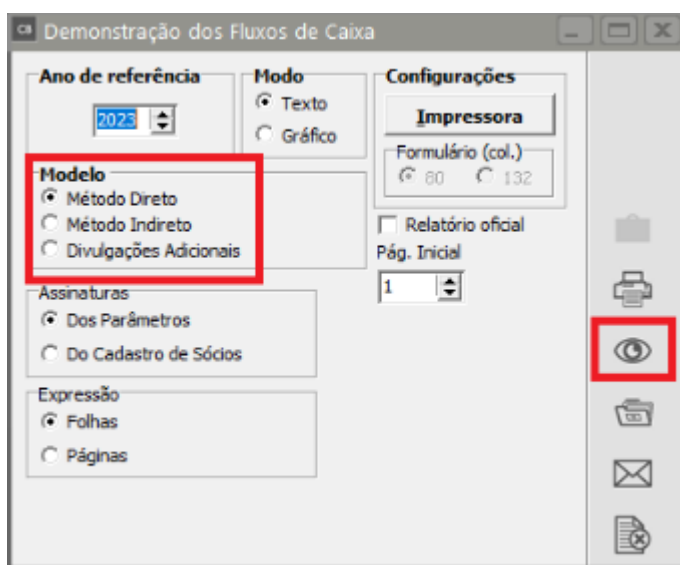 CB Demonstração dos Fluxos de Caixa
Ano de referência
2023
Modo
Texto
Gráfico
Configurações
Impressora
Formulário (col.)
80 132
Modelo
Método Direto
Método Indireto
Divulgações Adicionais
Relatório oficial
Pág. Inicial
1
Assinaturas
Dos Parâmetros
Do Cadastro de Sócios
Expressão
Folhas
Páginas